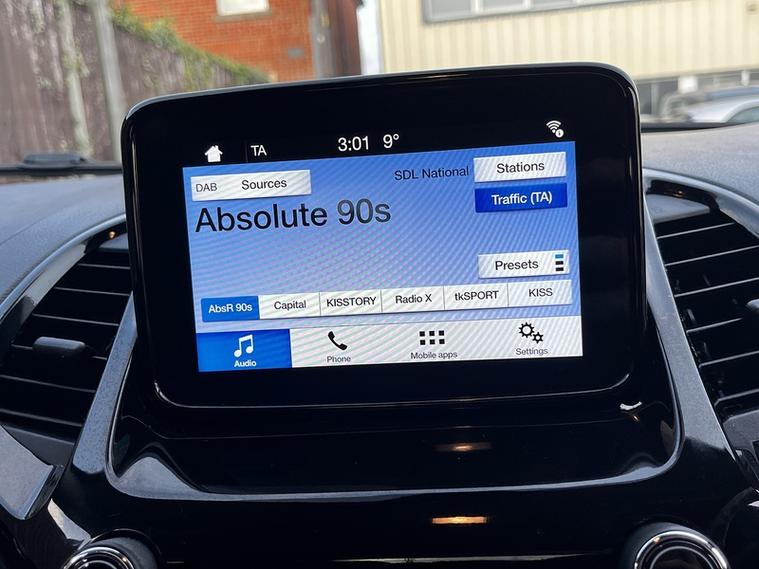 TA 3:01 9°
DAB Sources SDL National Stations
Absolute 90s Traffic (TA)
Presets
AbsR 90s Capital KISSTORY Radio X tkSPORT KISS
Audio Phone Mobile apps Settings